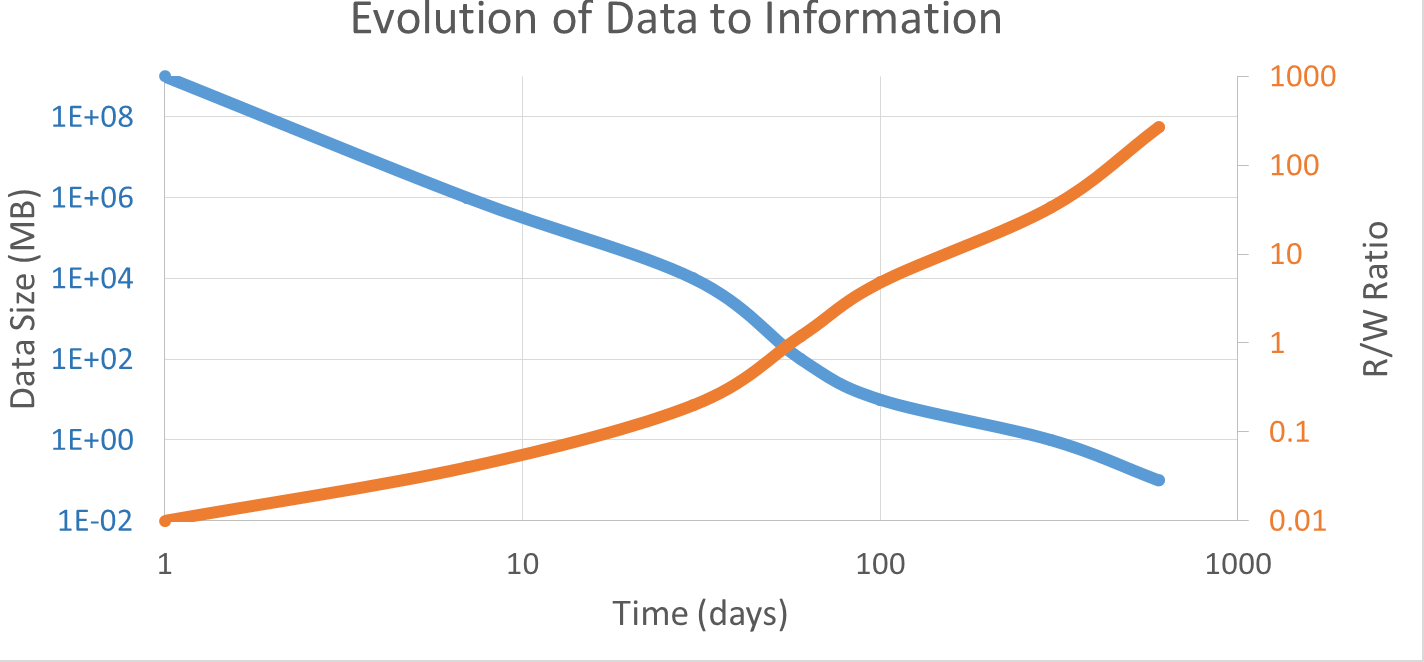 Evolution of Data to Information
1E+08
1E+06
1E+04
1E+02
1E+00
1E-02
Data Size (MB)
1000
100
10
1
0.1
0.01
R/W Ratio
1
10
100
1000
Time (days)